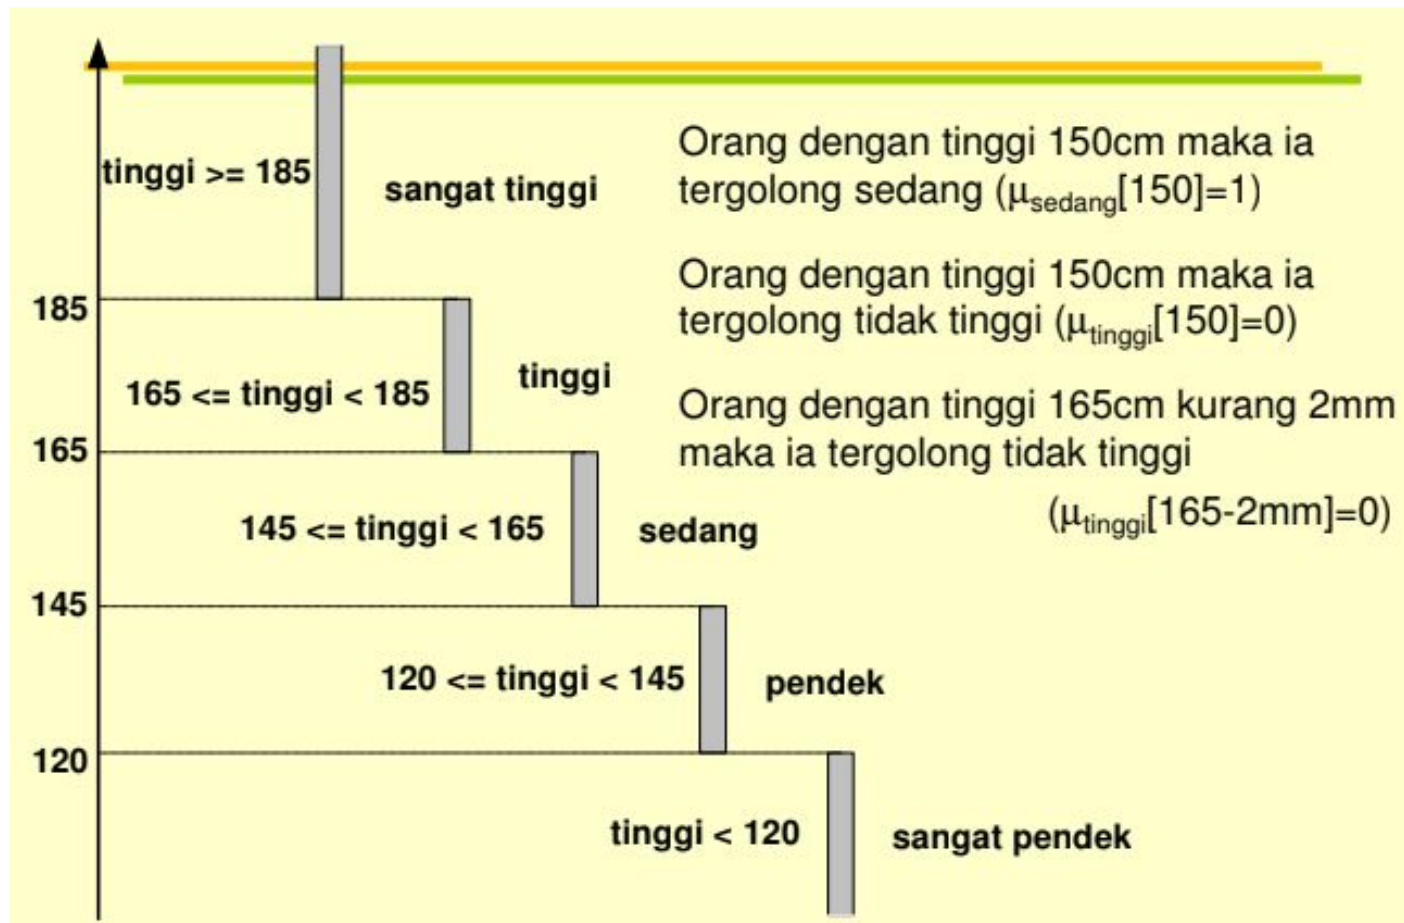 tinggi >= 185
sangat tinggi
Orang dengan tinggi 150cm maka ia
tergolong sedang (μsedang[150]=1)
Orang dengan tinggi 150cm maka ia
tergolong tidak tinggi (μtinggi[150]=0)
185
165 <= tinggi < 185
tinggi
Orang dengan tinggi 165cm kurang 2mm
maka ia tergolong tidak tinggi
(μtinggi[165-2mm]=0)
165
145 <= tinggi < 165
sedang
145
120 <= tinggi < 145
pendek
120
tinggi < 120
sangat pendek